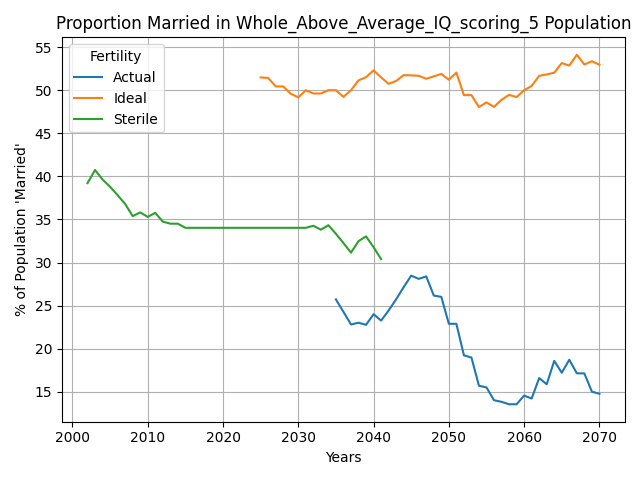 Proportion Married in Whole_Above_Average_IQ_scoring_5 Population
% of Population 'Married'
55
50
45
40
35
30
25
20
15
Fertility
Actual
Ideal
Sterile
2000 2010 2020 2030 2040 2050 2060 2070
Years